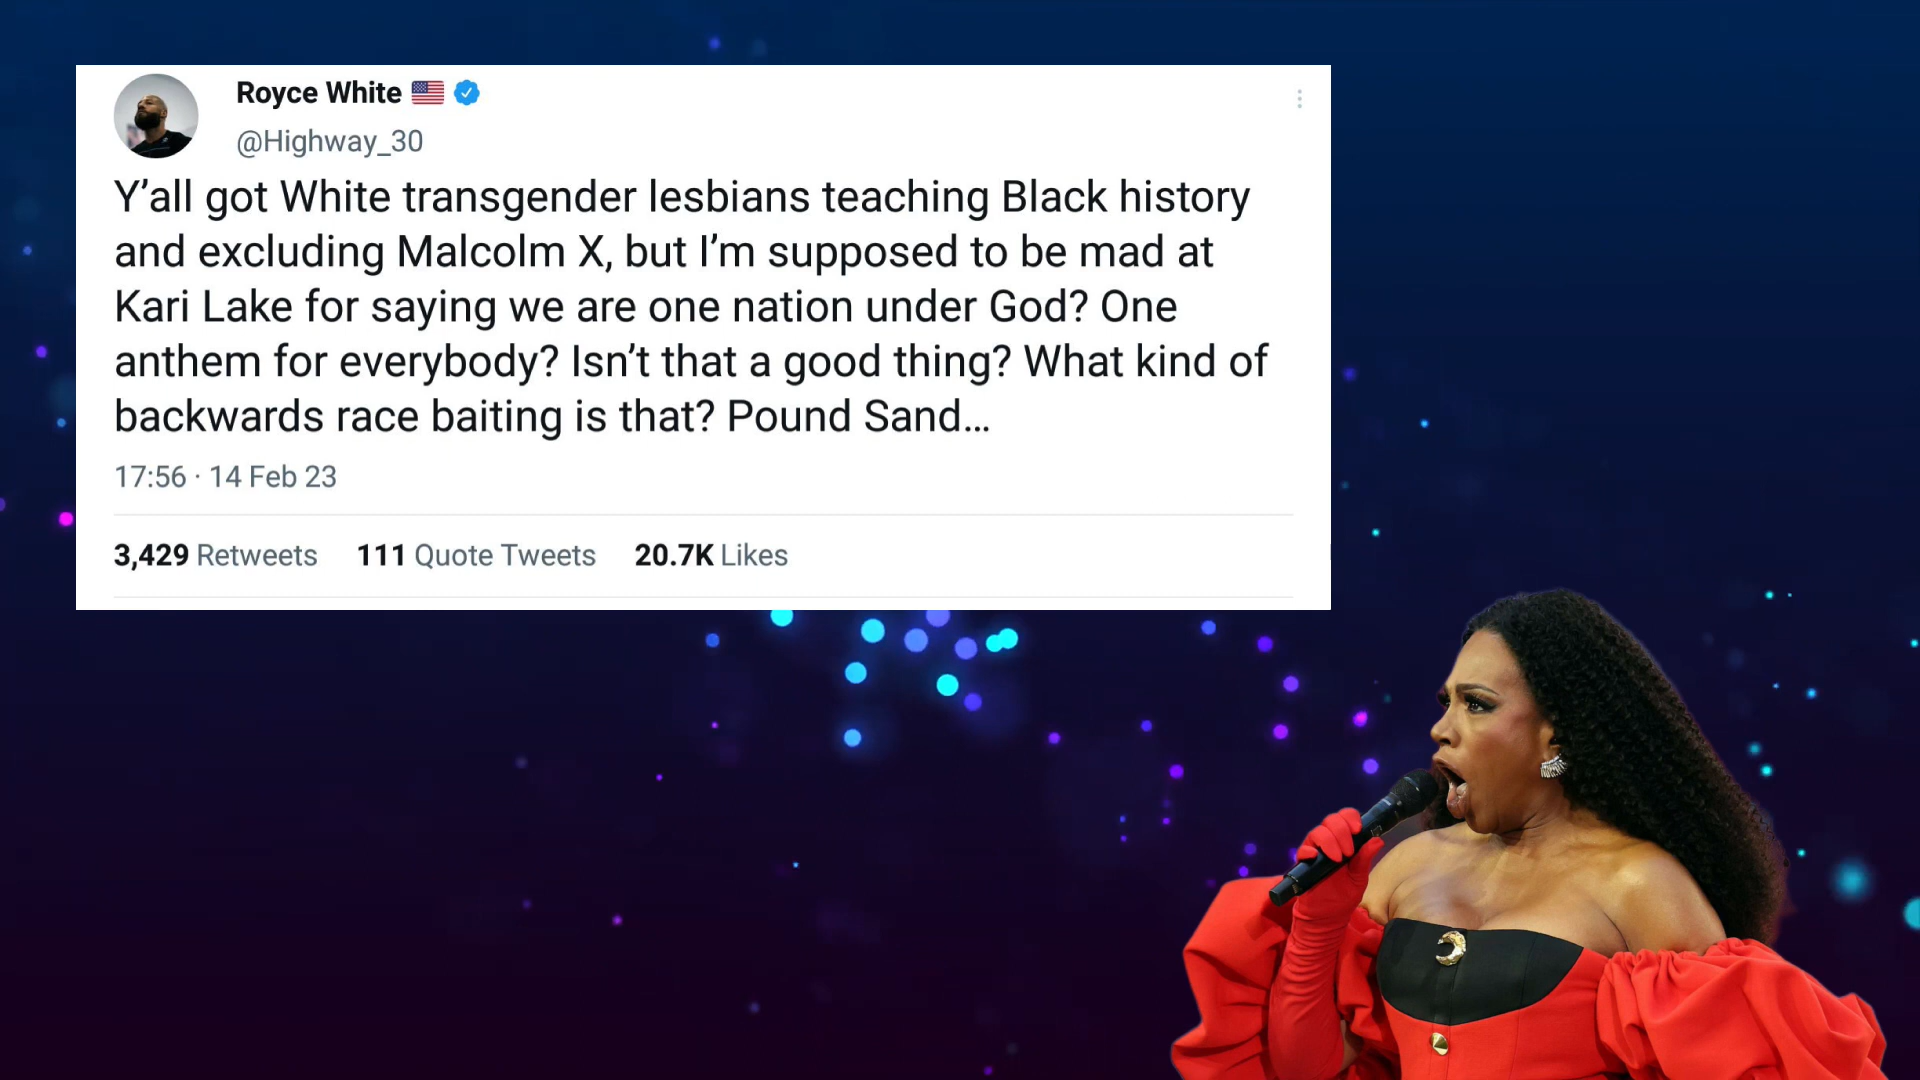 Royce White 🇺🇸
@Highway_30
Y’all got White transgender lesbians teaching Black history
and excluding Malcolm X, but I’m supposed to be mad at
Kari Lake for saying we are one nation under God? One
anthem for everybody? Isn’t that a good thing? What kind of
backwards race baiting is that? Pound Sand…
17:56 · 14 Feb 23
3,429 Retweets 111 Quote Tweets 20.7K Likes